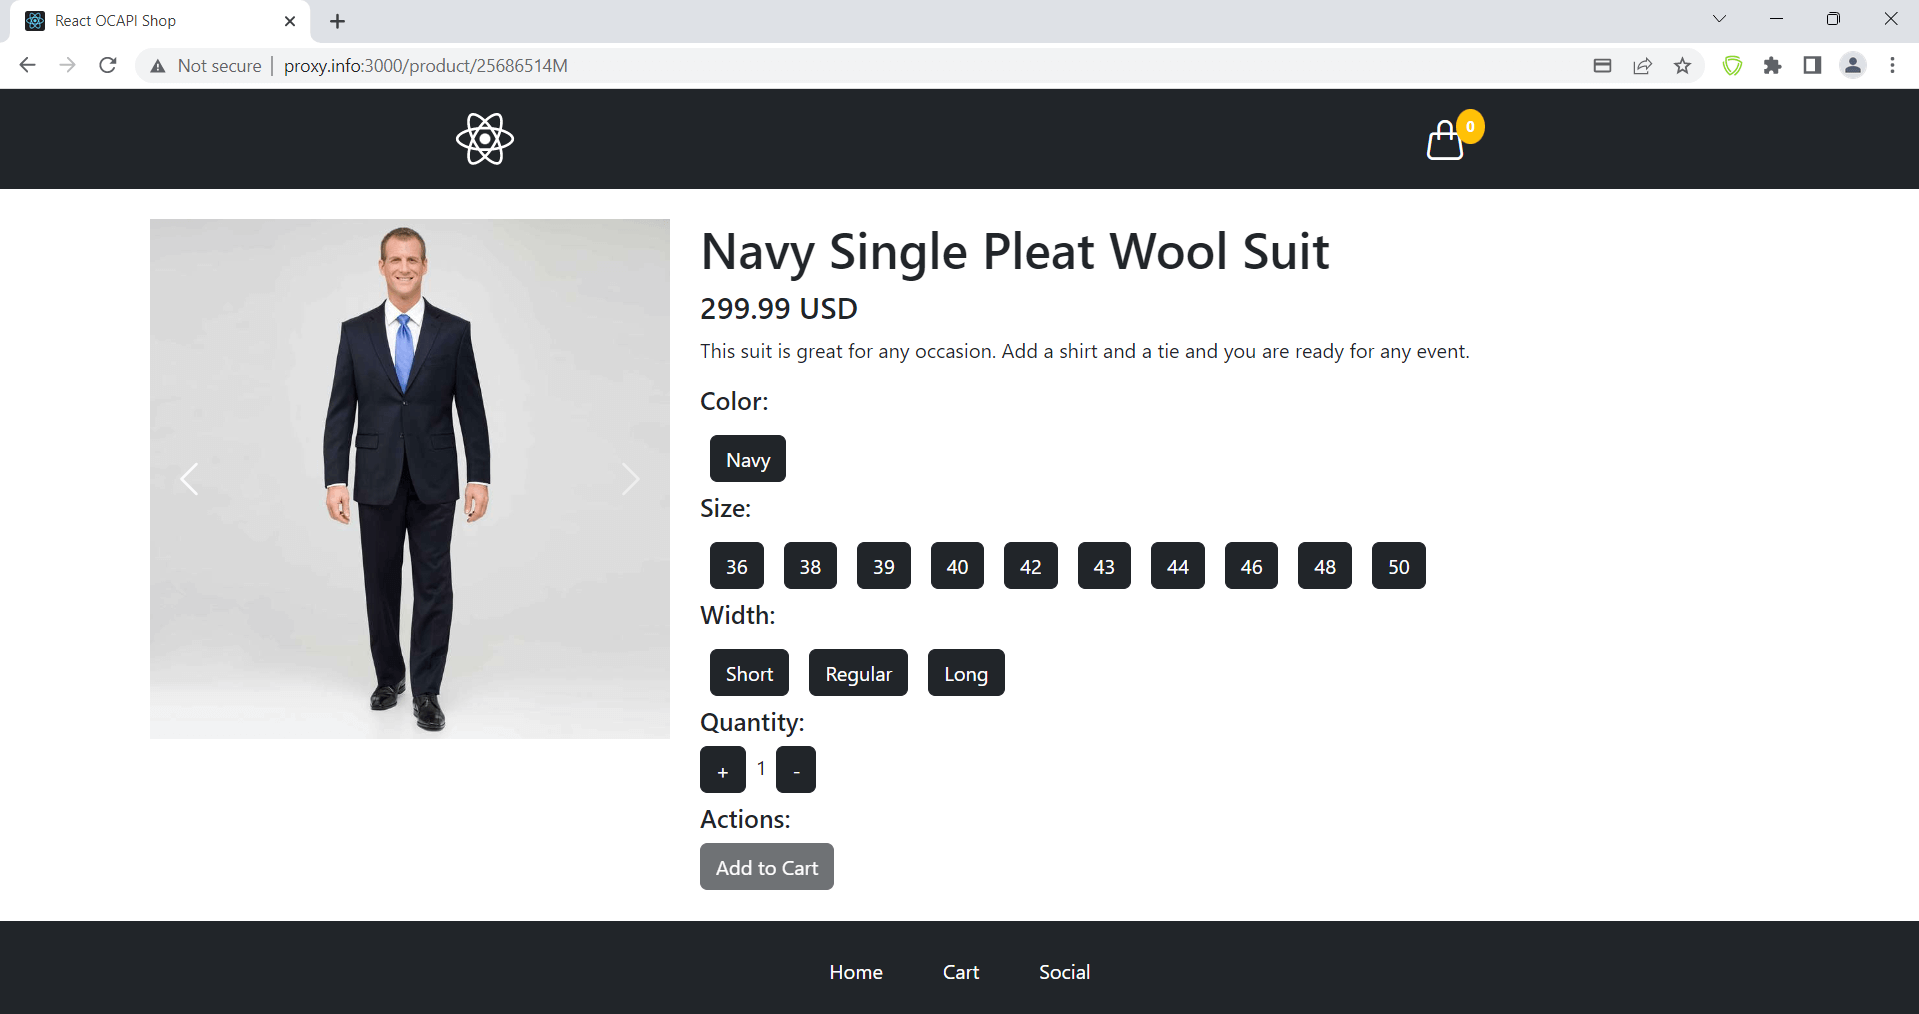 React OCAPI Shop
Not secure | proxy.info:3000/product/25686514M
0
Navy Single Pleat Wool Suit
299.99 USD
This suit is great for any occasion. Add a shirt and a tie and you are ready for any event.
Color:
Navy
Size:
36 38 39 40 42 43 44 46 48 50
Width:
Short Regular Long
Quantity:
+ 1 -
Actions:
Add to Cart
Home Cart Social